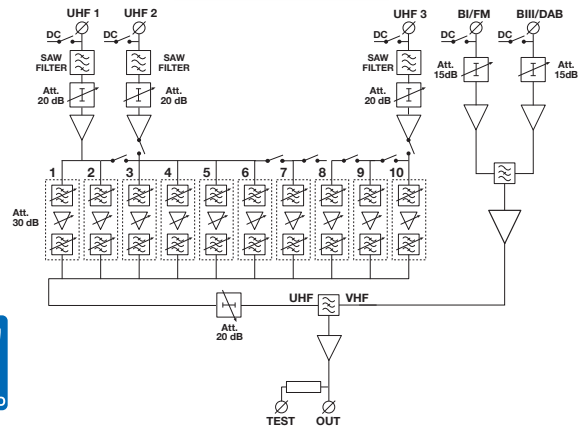 UHF 1 UHF 2 UHF 3 BI/FM BIII/DAB
DC DC DC DC DC
SAW
FILTER
SAW
FILTER
SAW
FILTER
Att.
20 dB
Att.
20 dB
Att.
20 dB
Att.
15dB
Att.
15dB
1 2 3 4 5 6 7 8 9 10
Att.
30 dB
UHF VHF
Att.
20 dB
TEST OUT